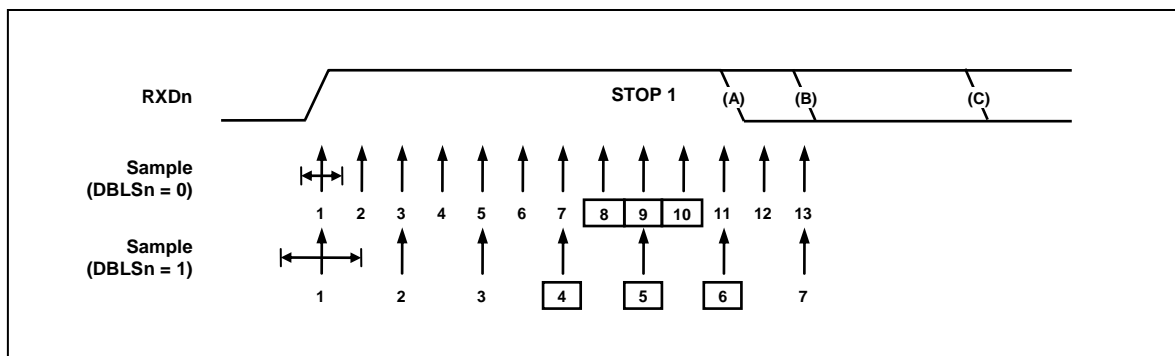 RXDn
STOP 1
(A)
(B)
(C)
Sample
(DBLSn = 0)
1 2 3 4 5 6 7 8 9 10 11 12 13
Sample
(DBLSn = 1)
1 2 3 4 5 6 7